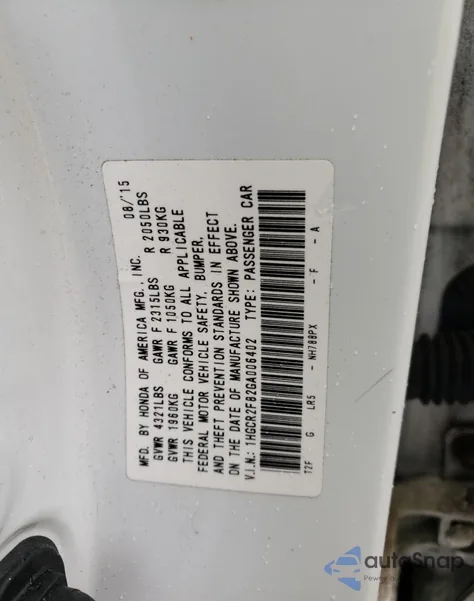 MFD. BY HONDA OF AMERICA MFG., INC. 08/15
GVWR 4321LBS GAWR F 2315LBS R 2050LBS
GVWR 1960KG GAWR F 1050KG R 930KG
THIS VEHICLE CONFORMS TO ALL APPLICABLE
FEDERAL MOTOR VEHICLE SAFETY, BUMPER,
AND THEFT PREVENTION STANDARDS IN EFFECT
ON THE DATE OF MANUFACTURE SHOWN ABOVE.
V.I.N.: 1HGCR2F82GA006402 TYPE: PASSENGER CAR
T2F G LR5 - NH788PX - F - A
autoSnap